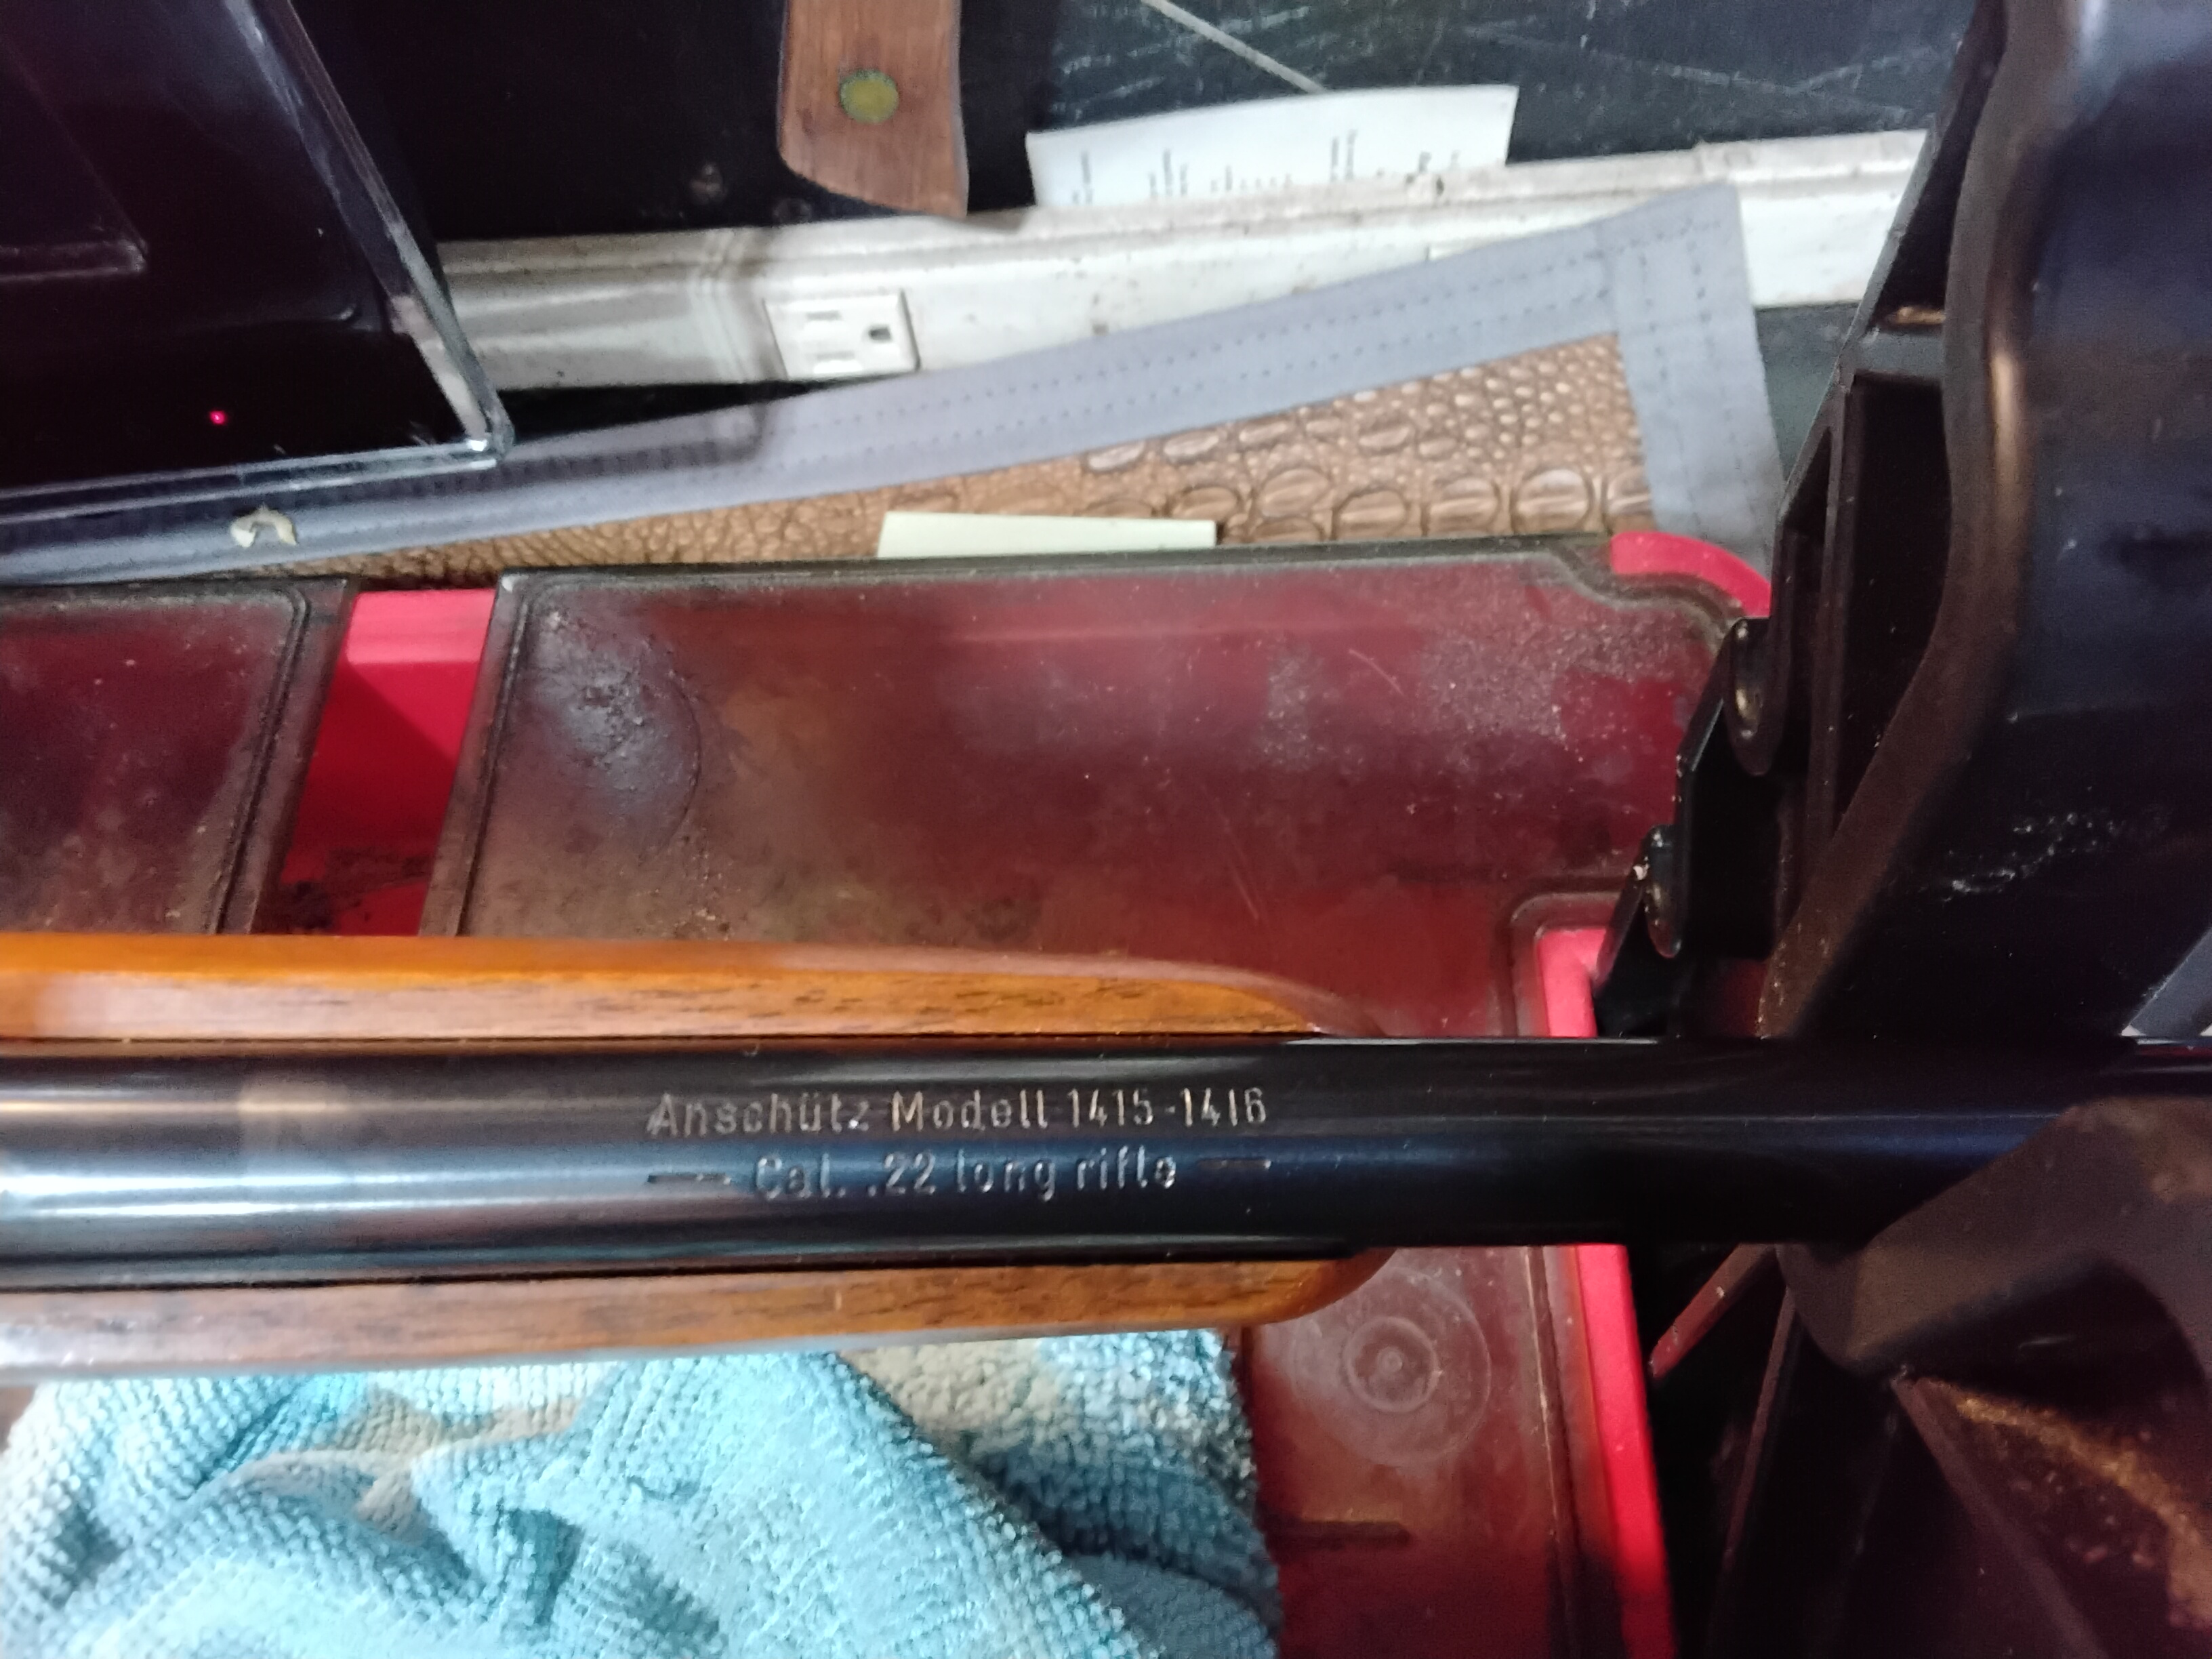 Anschütz Modell 1415-1416
— Cal. .22 long rifle —